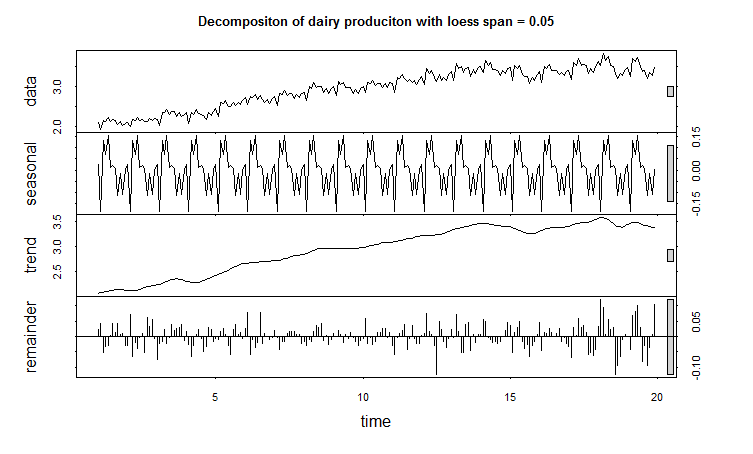 Decompositon of dairy produciton with loess span = 0.05
data
2.0
3.0
seasonal
-0.15
0.00
0.15
trend
2.5
3.0
3.5
remainder
-0.10
0.05
5
10
15
20
time